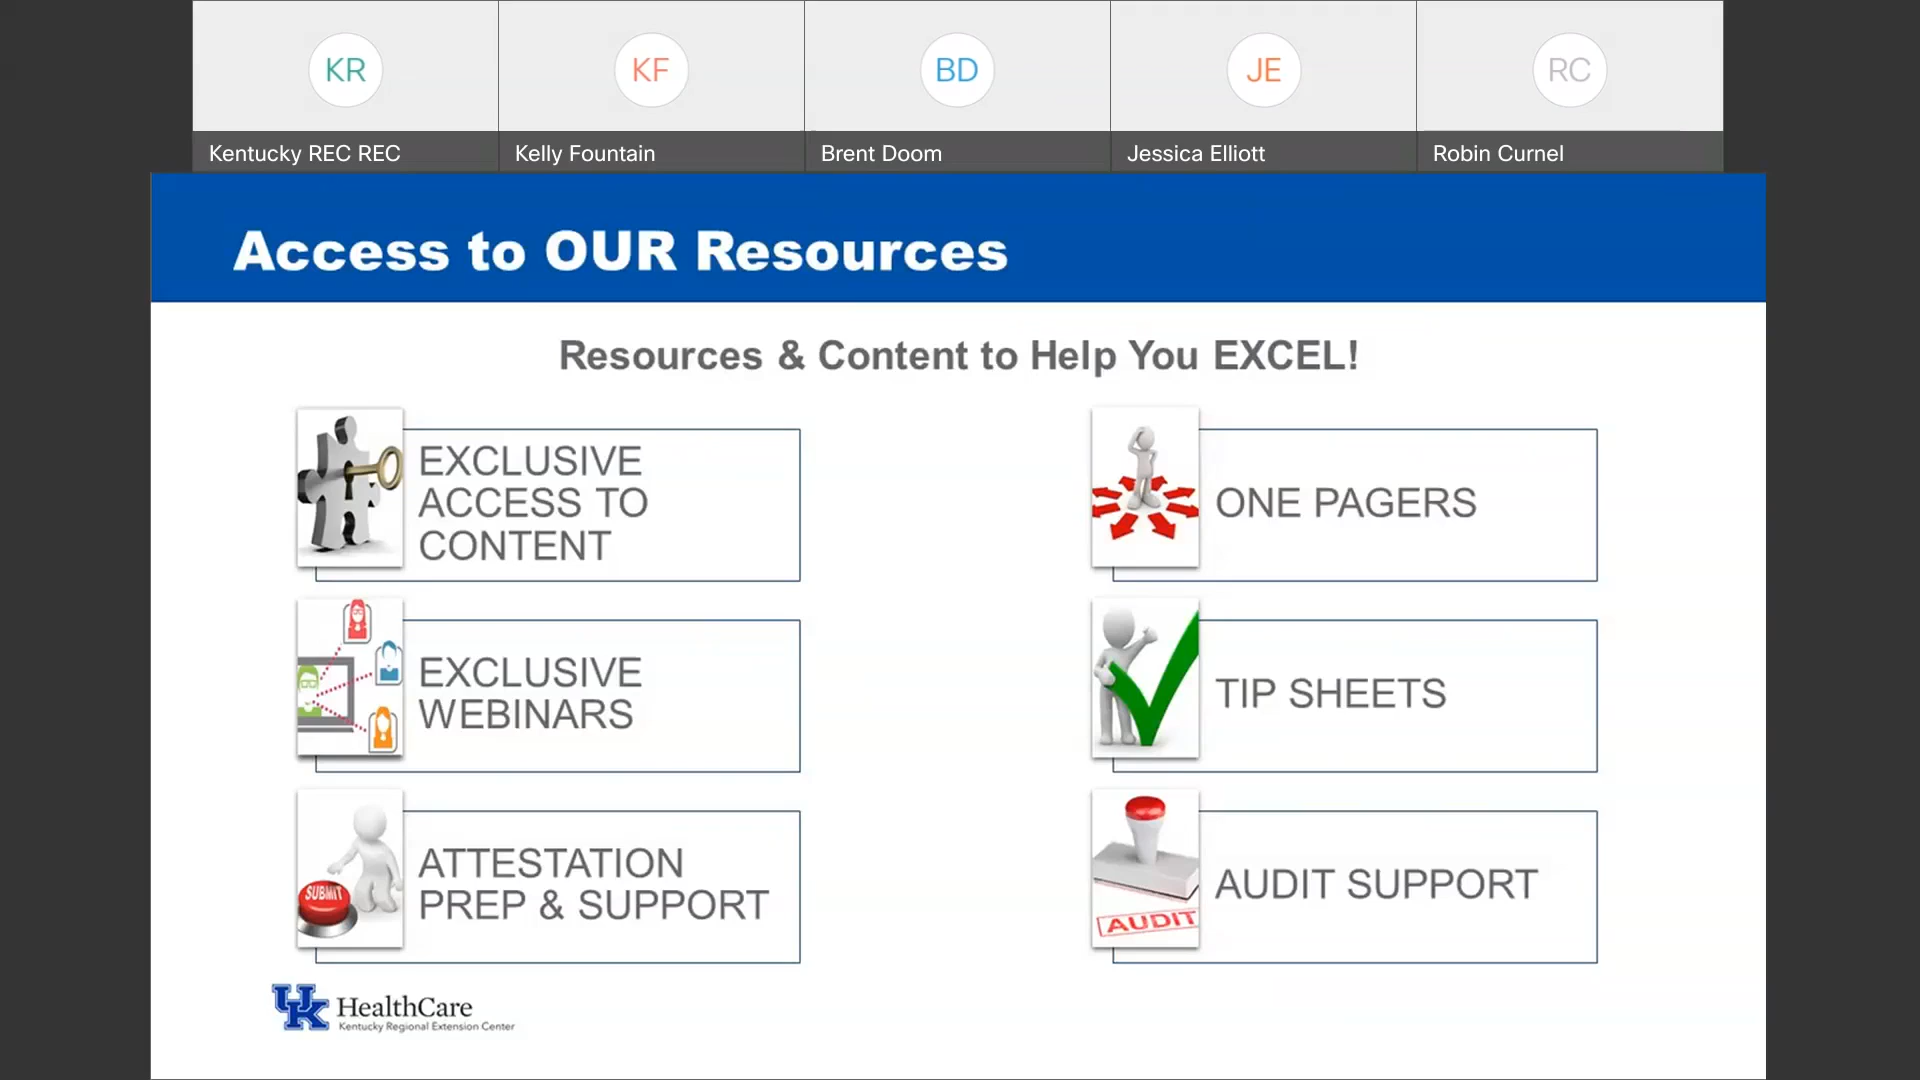 KR
KF
BD
JE
RC
Kentucky REC REC
Kelly Fountain
Brent Doom
Jessica Elliott
Robin Curnel
Access to OUR Resources
Resources & Content to Help You EXCEL!
EXCLUSIVE
ACCESS TO
CONTENT
ONE PAGERS
EXCLUSIVE
WEBINARS
TIP SHEETS
SUBMIT
ATTESTATION
PREP & SUPPORT
AUDIT
AUDIT SUPPORT
UK
HealthCare
Kentucky Regional Extension Center